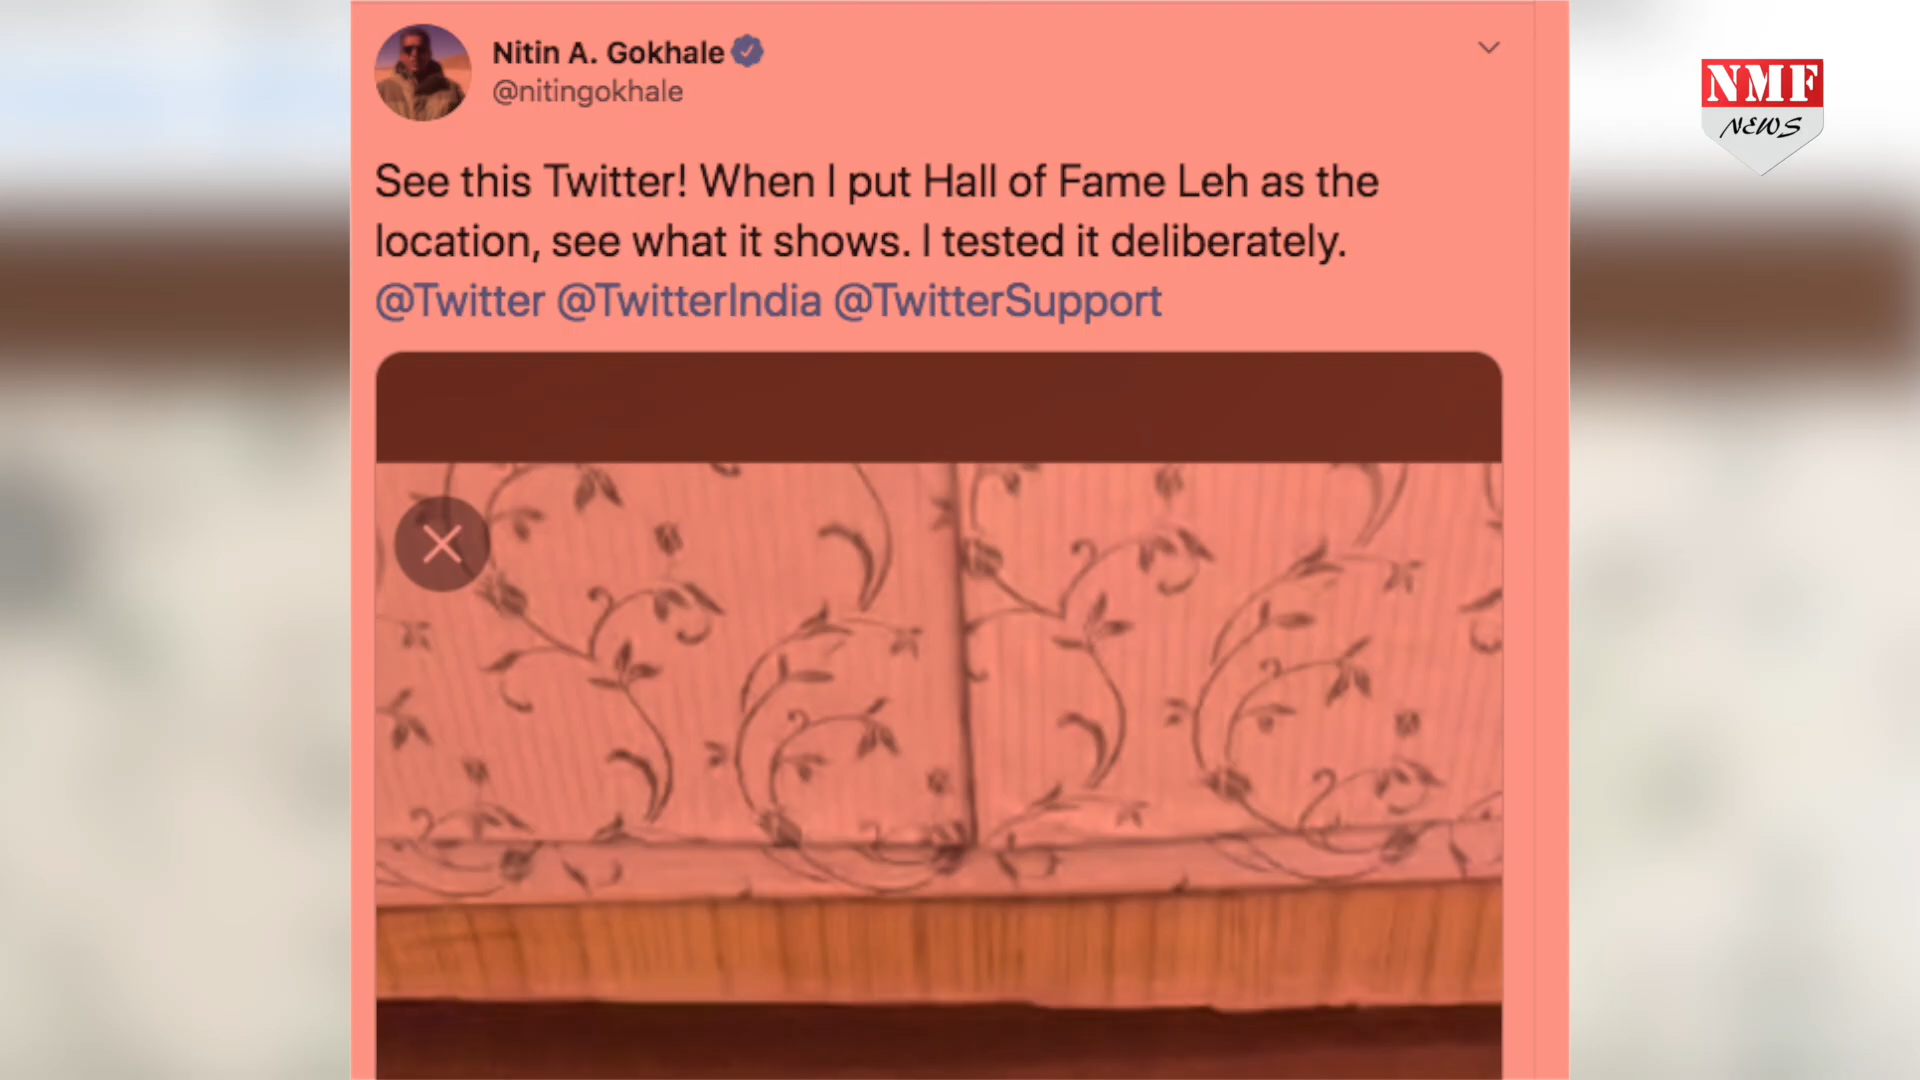 Nitin A. Gokhale
@nitingokhale
See this Twitter! When I put Hall of Fame Leh as the
location, see what it shows. I tested it deliberately.
@Twitter @TwitterIndia @TwitterSupport
NMF
NEWS